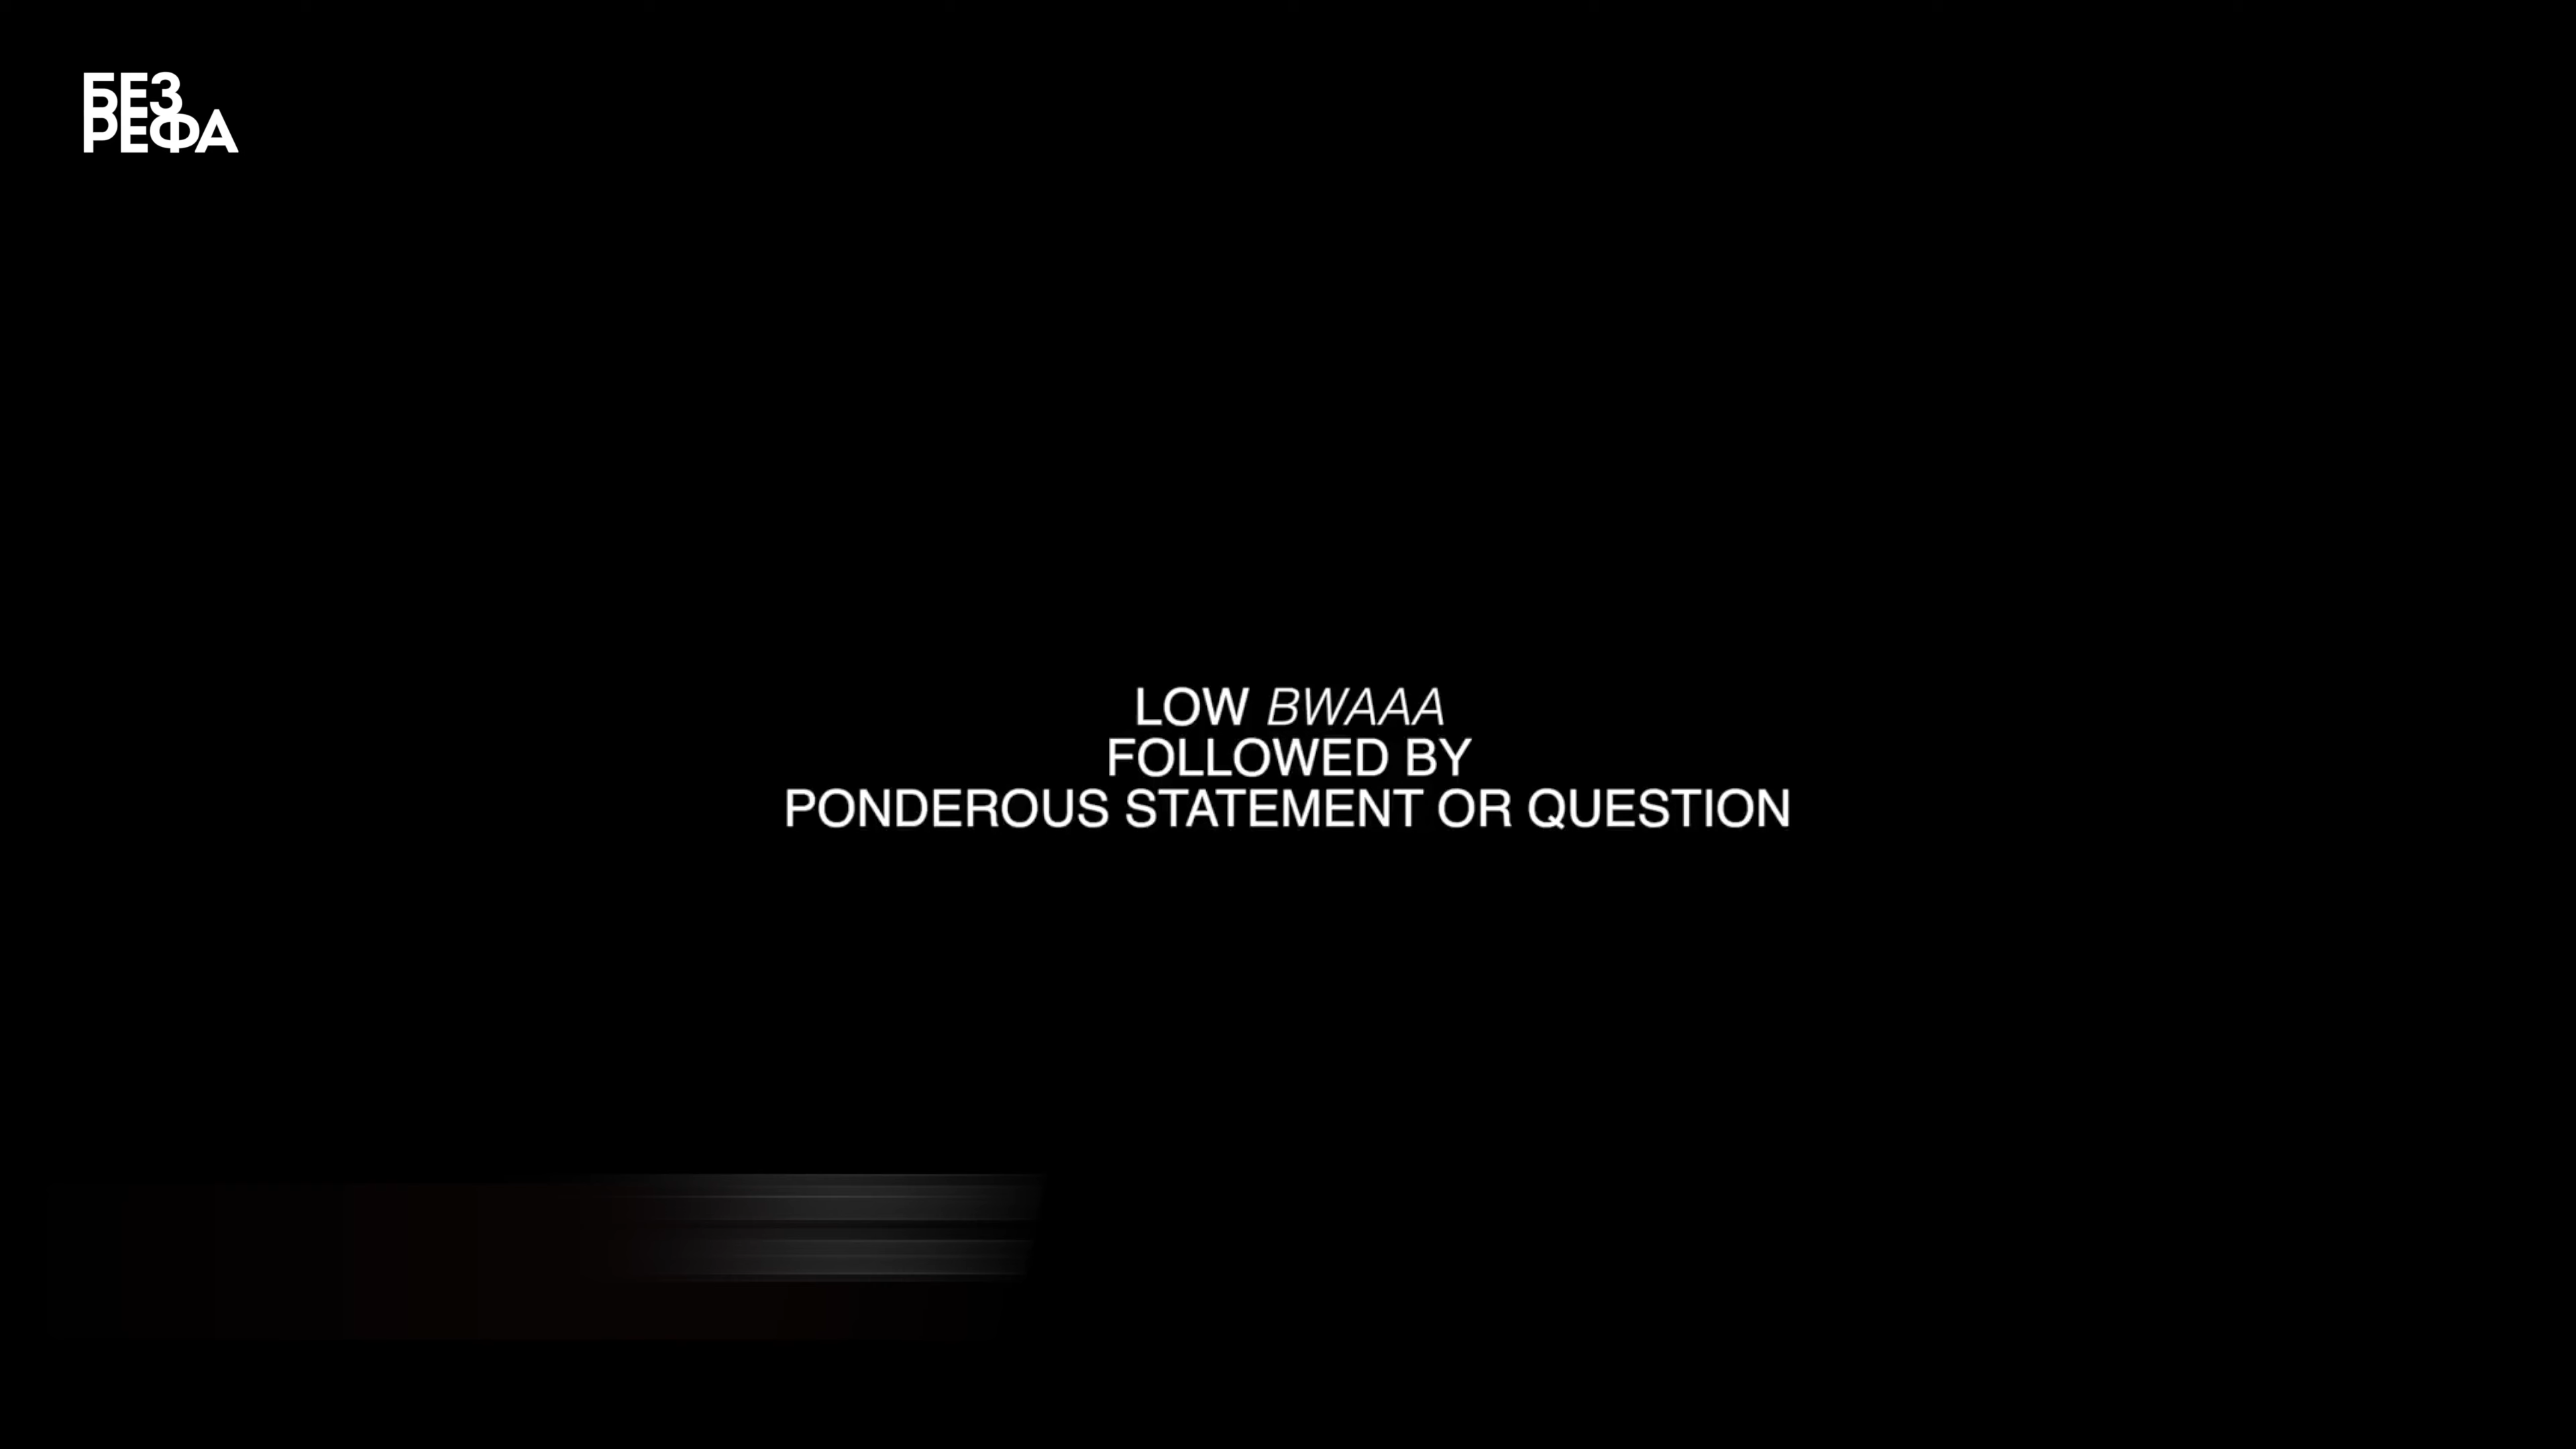 БЕЗ
РЕФА
LOW BWAAA
FOLLOWED BY
PONDEROUS STATEMENT OR QUESTION